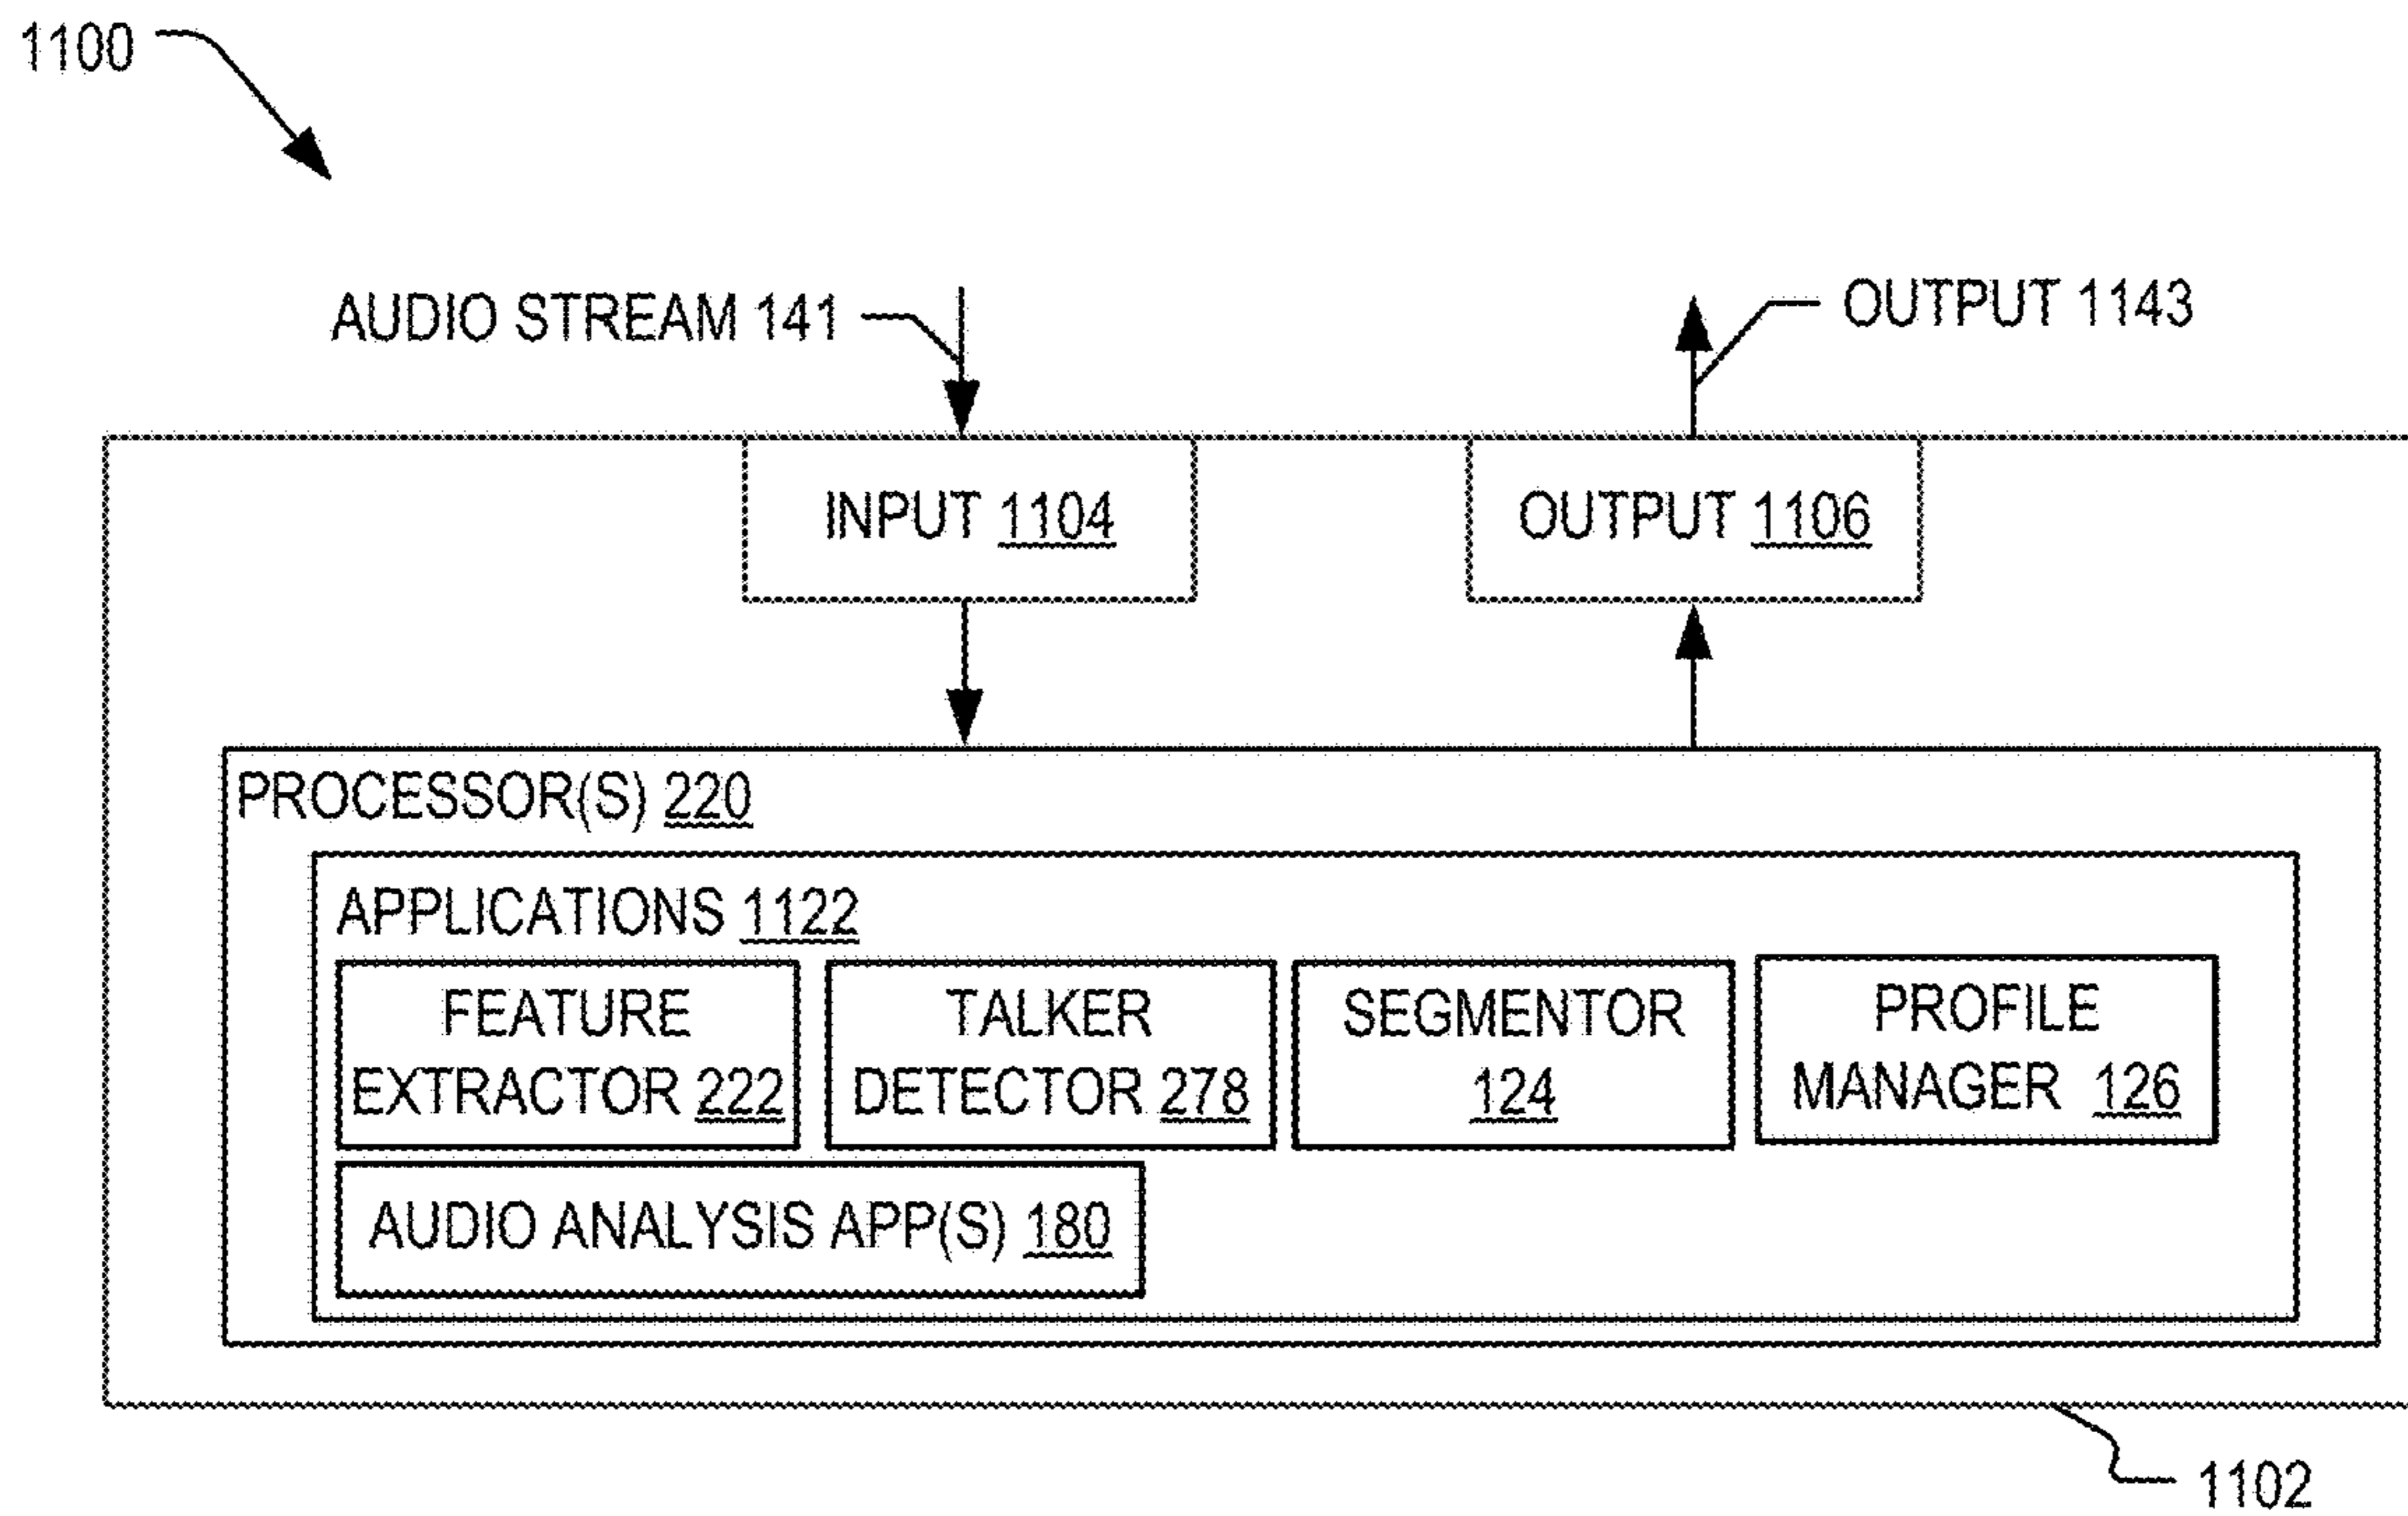 1100
AUDIO STREAM 141
OUTPUT 1143
INPUT 1104
OUTPUT 1106
PROCESSOR(S) 220
APPLICATIONS 1122
FEATURE
EXTRACTOR 222
TALKER
DETECTOR 278
SEGMENTOR
124
PROFILE
MANAGER 126
AUDIO ANALYSIS APP(S) 180
1102